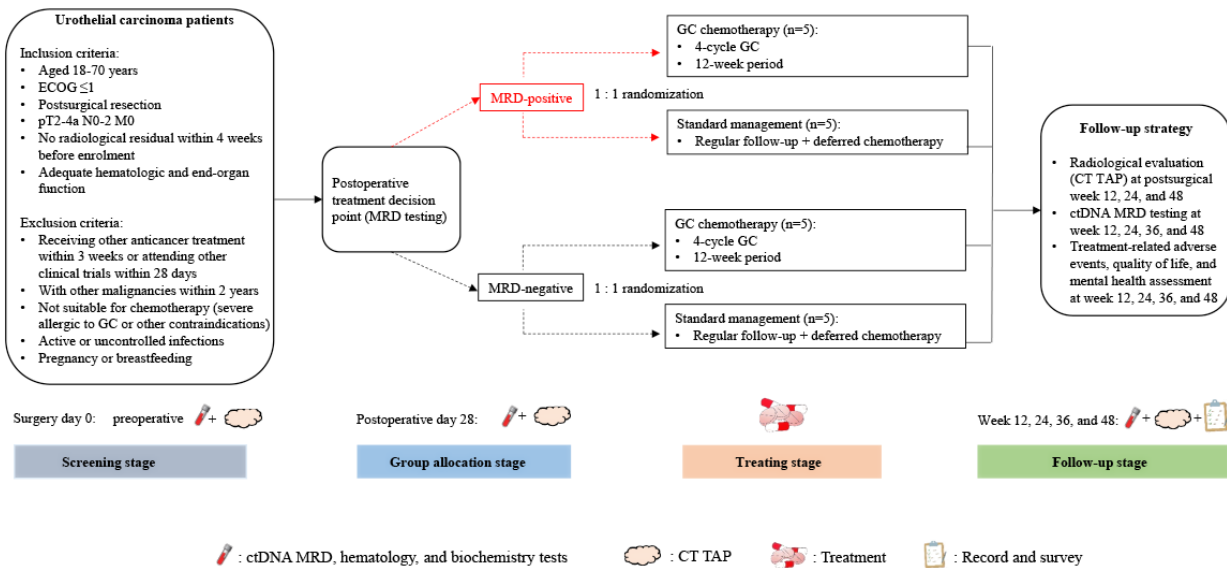 Urothelial carcinoma patients
Inclusion criteria:
• Aged 18-70 years
• ECOG ≤1
• Postsurgical resection
• pT2-4a N0-2 M0
• No radiological residual within 4 weeks
before enrolment
• Adequate hematologic and end-organ
function
Exclusion criteria:
• Receiving other anticancer treatment
within 3 weeks or attending other
clinical trials within 28 days
• With other malignancies within 2 years
• Not suitable for chemotherapy (severe
allergic to GC or other contraindications)
• Active or uncontrolled infections
• Pregnancy or breastfeeding
Postoperative
treatment decision
point (MRD testing)
MRD-positive
1 : 1 randomization
GC chemotherapy (n=5):
• 4-cycle GC
• 12-week period
Standard management (n=5):
• Regular follow-up + deferred chemotherapy
MRD-negative
1 : 1 randomization
GC chemotherapy (n=5):
• 4-cycle GC
• 12-week period
Standard management (n=5):
• Regular follow-up + deferred chemotherapy
Follow-up strategy
• Radiological evaluation
(CT TAP) at postsurgical
week 12, 24, and 48
• ctDNA MRD testing at
week 12, 24, 36, and 48
• Treatment-related adverse
events, quality of life, and
mental health assessment
at week 12, 24, 36, and 48
Surgery day 0: preoperative +
Postoperative day 28: +
Week 12, 24, 36, and 48: + +
Screening stage
Group allocation stage
Treating stage
Follow-up stage
: ctDNA MRD, hematology, and biochemistry tests
: CT TAP
: Treatment
: Record and survey